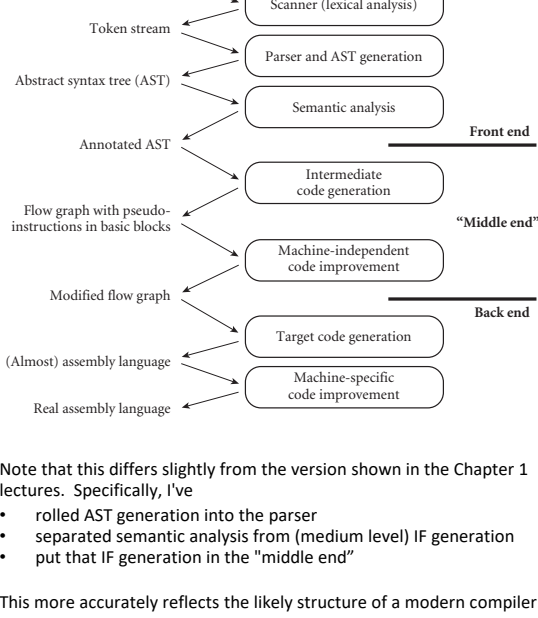 Scanner (lexical analysis)
Token stream
Parser and AST generation
Abstract syntax tree (AST)
Semantic analysis
Front end
Annotated AST
Intermediate
code generation
Flow graph with pseudo-
instructions in basic blocks
“Middle end”
Machine-independent
code improvement
Modified flow graph
Back end
Target code generation
(Almost) assembly language
Machine-specific
code improvement
Real assembly language
Note that this differs slightly from the version shown in the Chapter 1
lectures.  Specifically, I've
• rolled AST generation into the parser
• separated semantic analysis from (medium level) IF generation
• put that IF generation in the "middle end”
This more accurately reflects the likely structure of a modern compiler